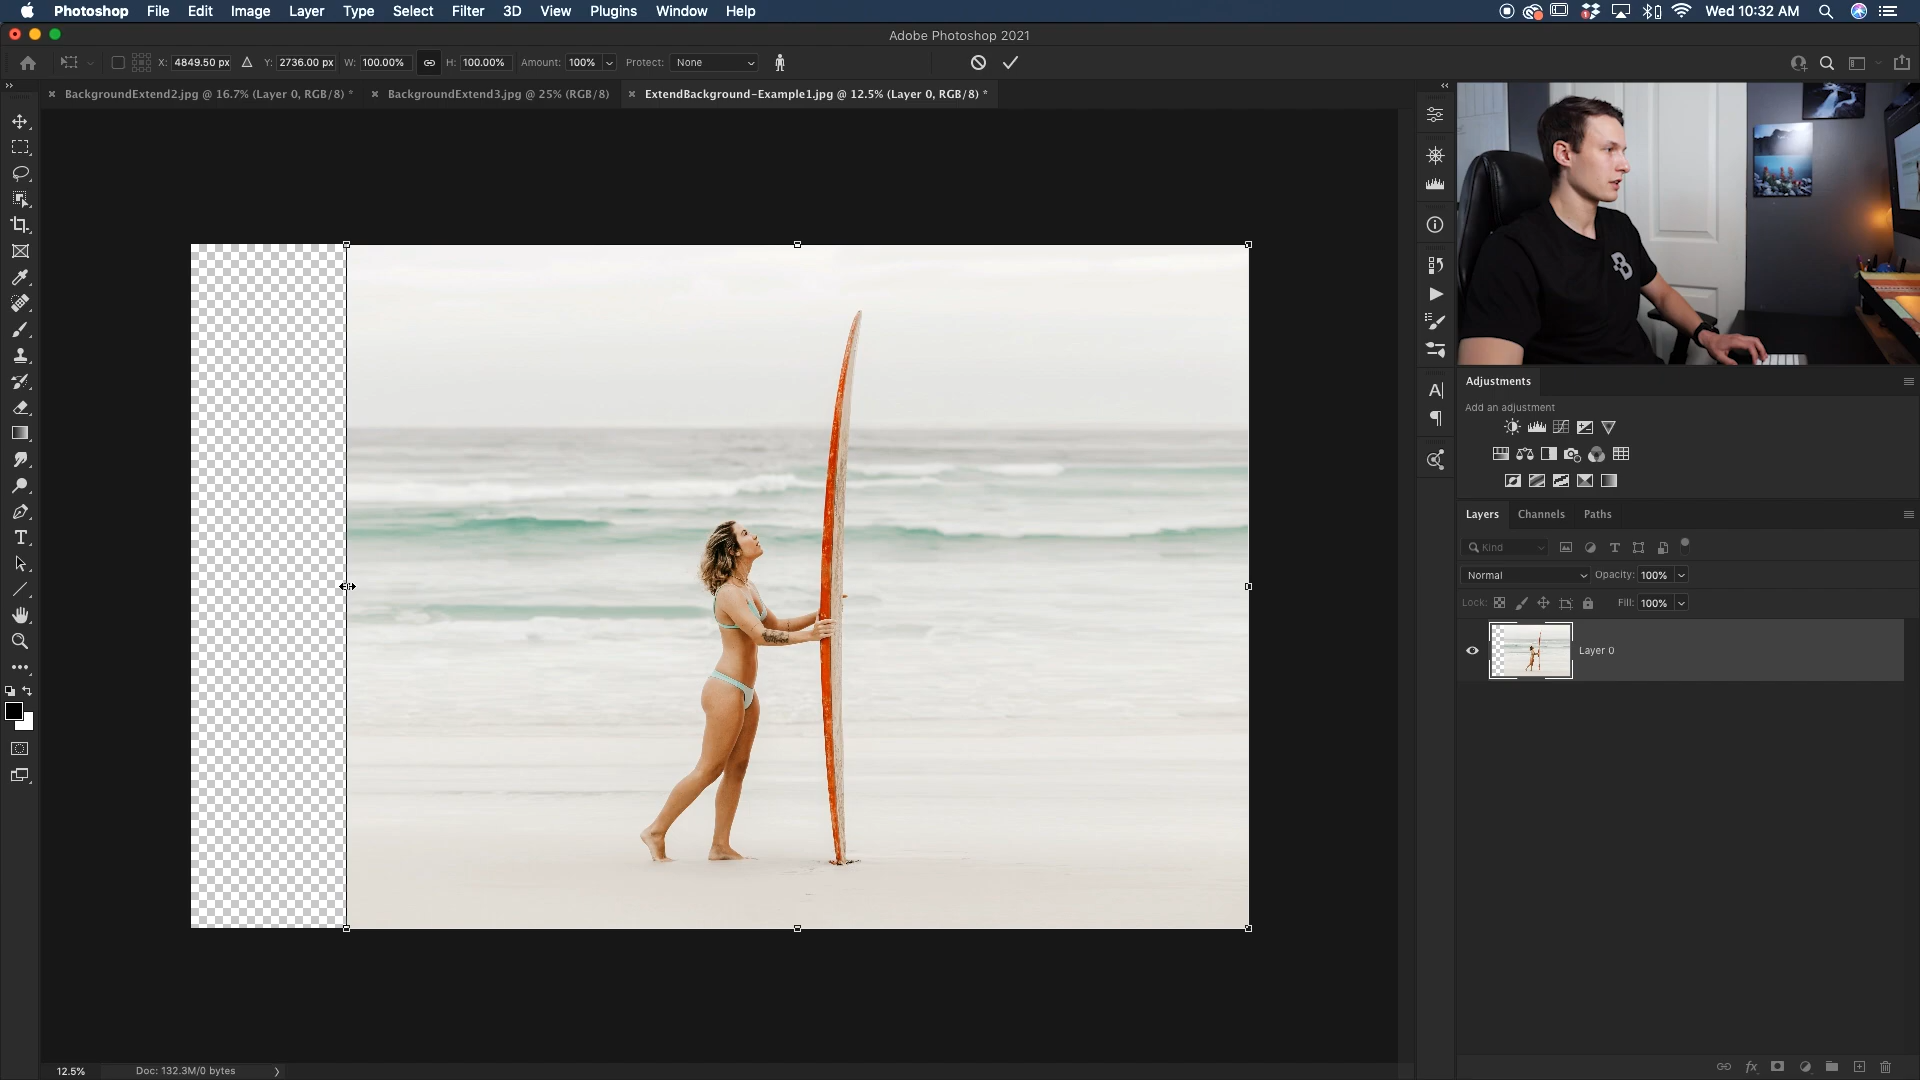 Photoshop File Edit Image Layer Type Select Filter 3D View Plugins Window Help Wed 10:32 AM
Adobe Photoshop 2021
X: 4849.50 px Y: 2736.00 px W: 100.00% H: 100.00% Amount: 100% Protect: None
BackgroundExtend2.jpg @ 16.7% (Layer 0, RGB/8) * BackgroundExtend3.jpg @ 25% (RGB/8) ExtendBackground-Example1.jpg @ 12.5% (Layer 0, RGB/8) *
Adjustments
Add an adjustment
Layers Channels Paths
Kind
Normal Opacity: 100%
Lock: Fill: 100%
Layer 0
12.5% Doc: 132.3M/0 bytes